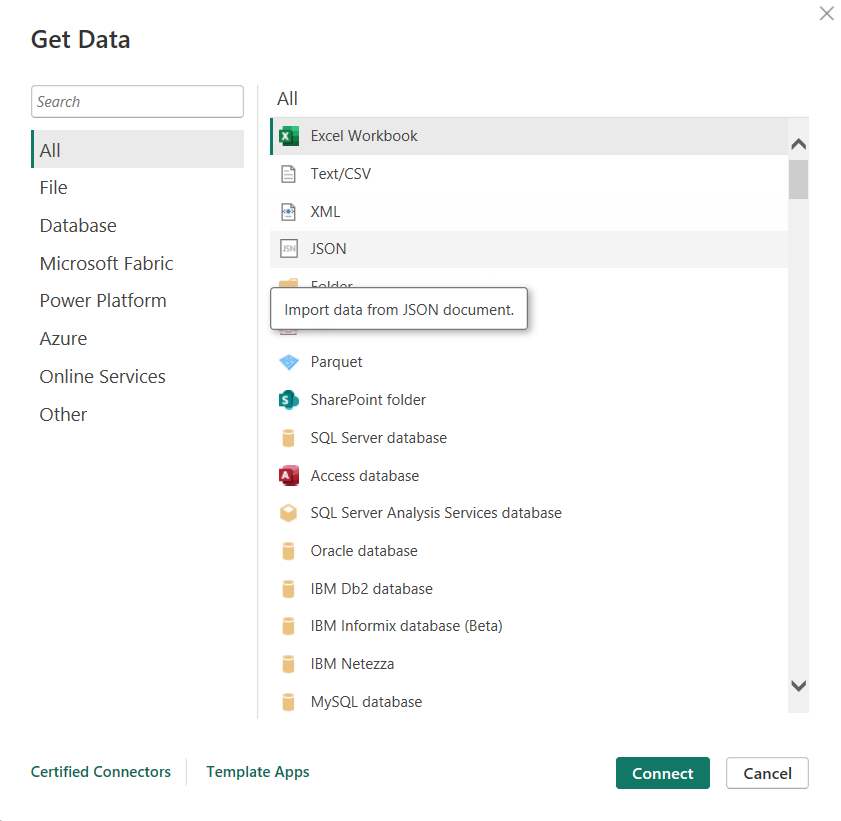 Get Data
Search
All
File
Database
Microsoft Fabric
Power Platform
Azure
Online Services
Other
All
Excel Workbook
Text/CSV
XML
JSON
Folder
Import data from JSON document.
Parquet
SharePoint folder
SQL Server database
Access database
SQL Server Analysis Services database
Oracle database
IBM Db2 database
IBM Informix database (Beta)
IBM Netezza
MySQL database
Certified Connectors
Template Apps
Connect
Cancel